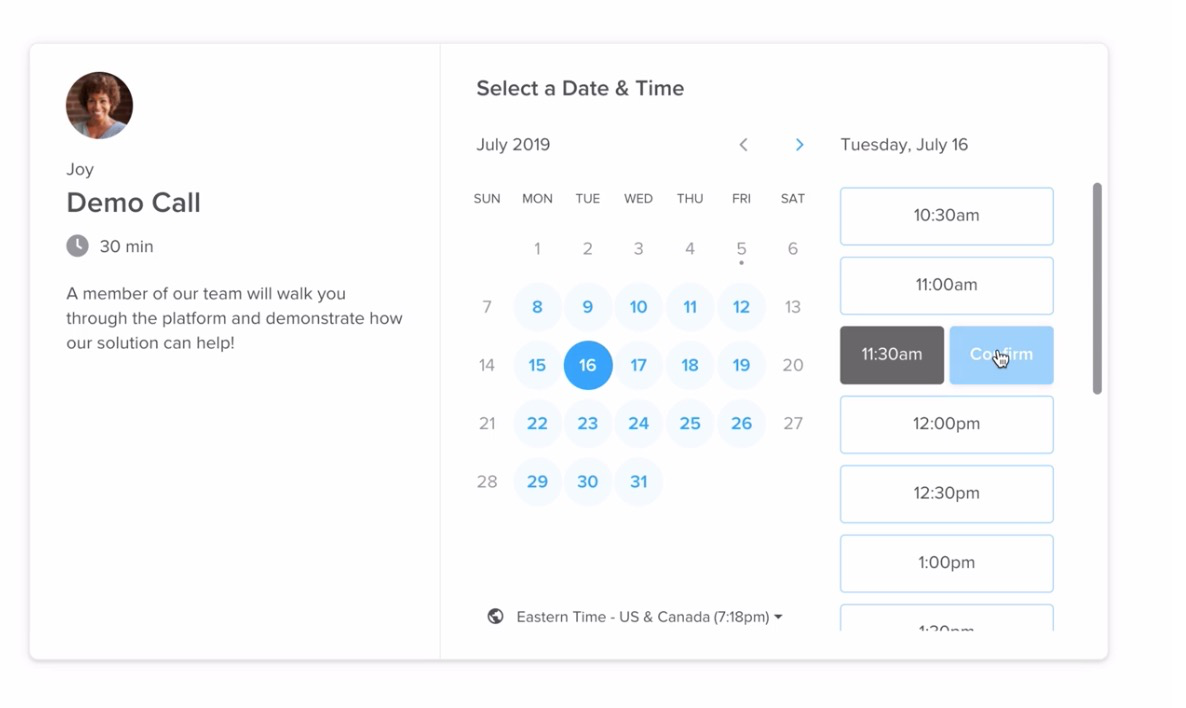 Joy
Demo Call
30 min
A member of our team will walk you
through the platform and demonstrate how
our solution can help!
Select a Date & Time
July 2019
SUN MON TUE WED THU FRI SAT
1 2 3 4 5 6
7 8 9 10 11 12 13
14 15 16 17 18 19 20
21 22 23 24 25 26 27
28 29 30 31
Eastern Time - US & Canada (7:18pm)
Tuesday, July 16
10:30am
11:00am
11:30am Confirm
12:00pm
12:30pm
1:00pm
1:30pm